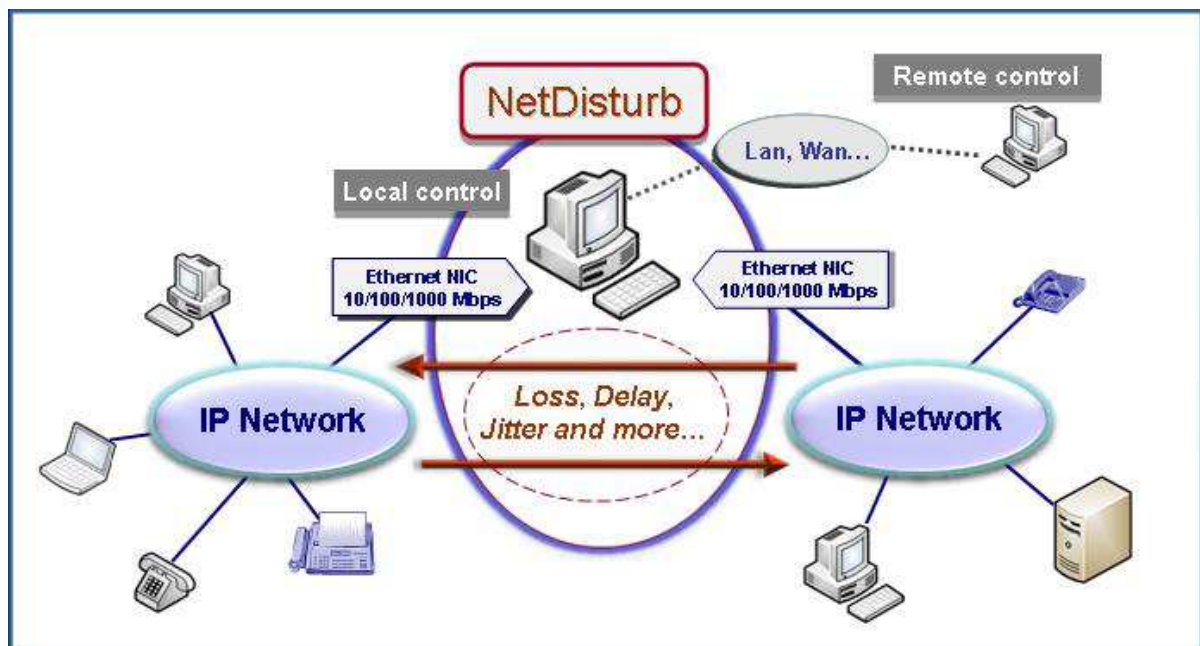 Remote control
NetDisturb
Lan, Wan...
Local control
Ethernet NIC
10/100/1000 Mbps
Ethernet NIC
10/100/1000 Mbps
IP Network
Loss, Delay,
Jitter and more...
IP Network